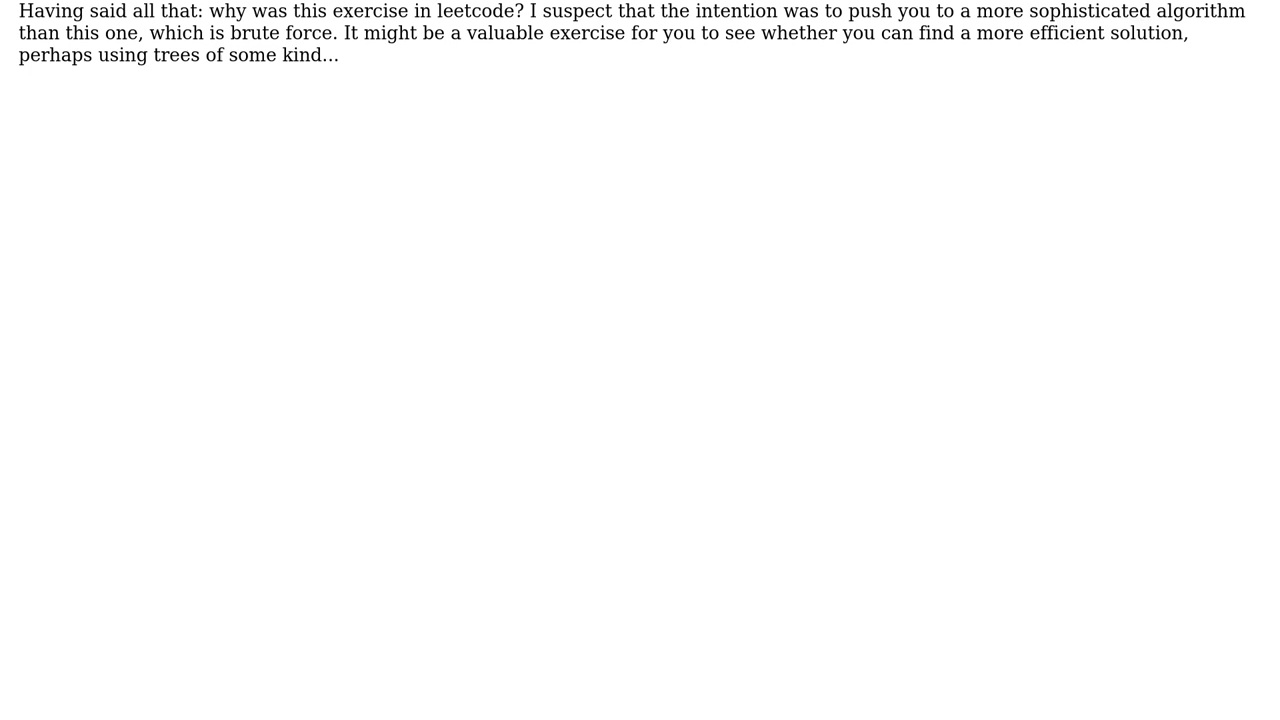 Having said all that: why was this exercise in leetcode? I suspect that the intention was to push you to a more sophisticated algorithm
than this one, which is brute force. It might be a valuable exercise for you to see whether you can find a more efficient solution,
perhaps using trees of some kind...